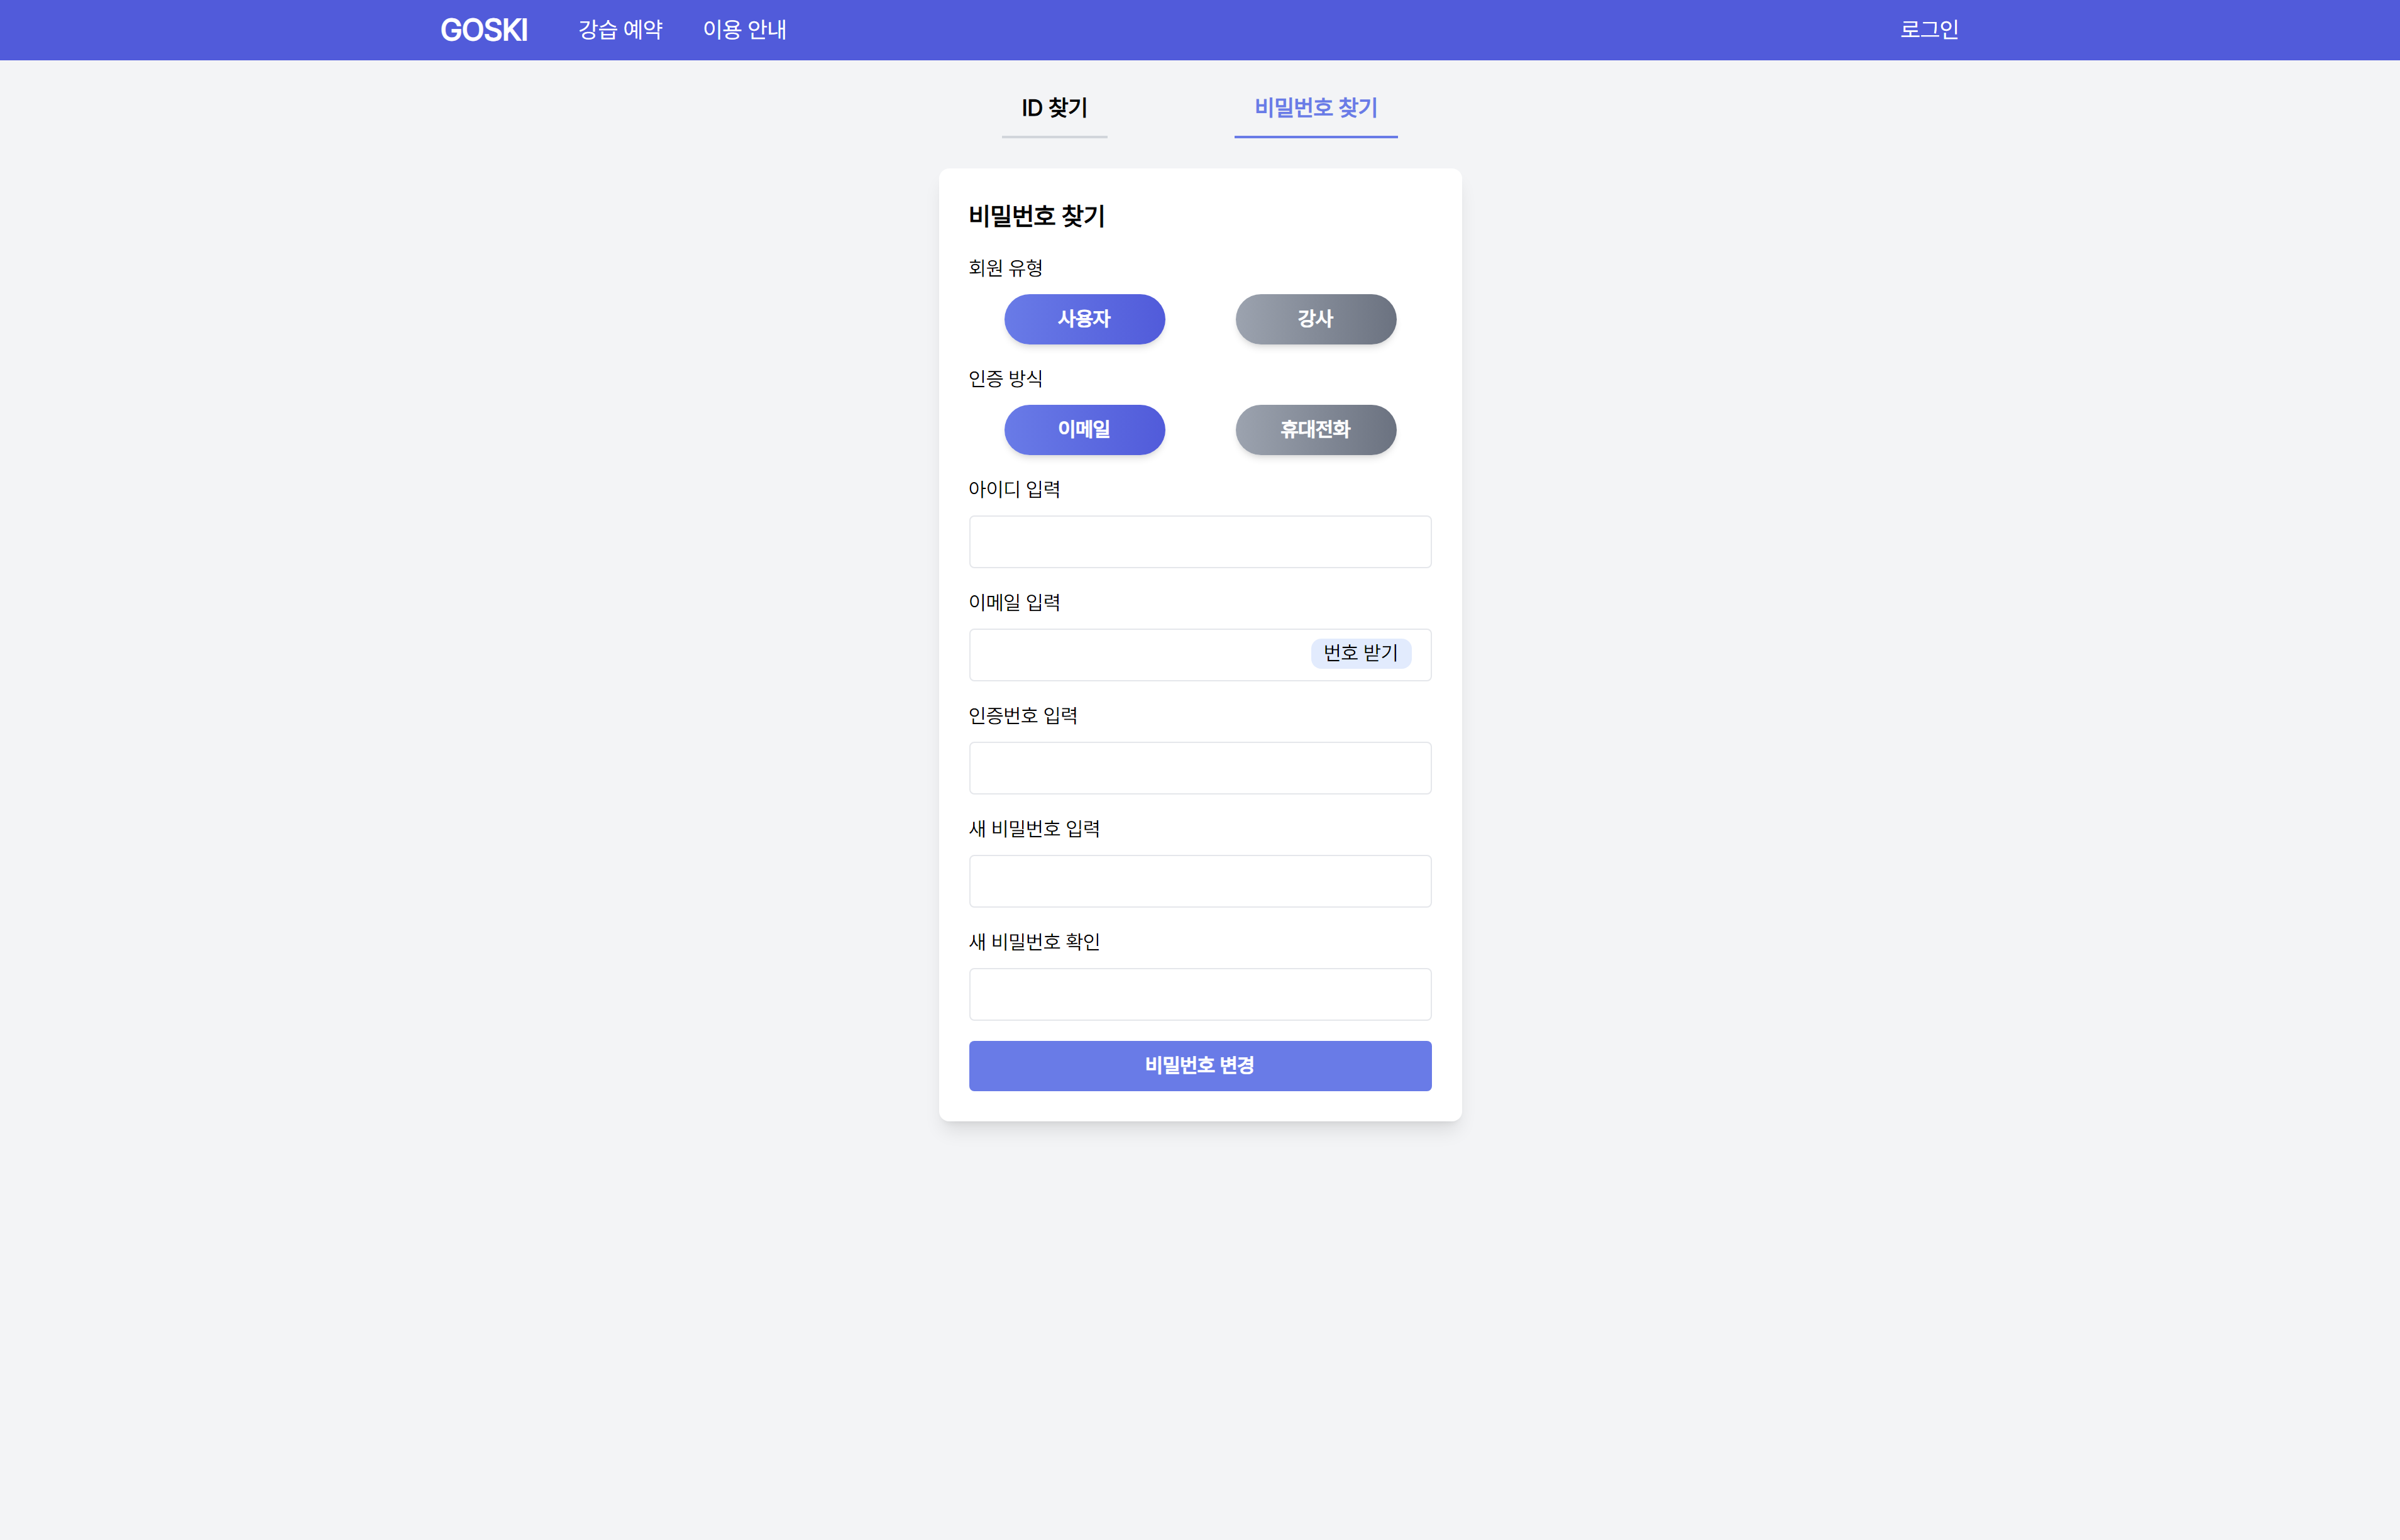 GOSKI 강습 예약 이용 안내 로그인
ID 찾기 비밀번호 찾기
비밀번호 찾기
회원 유형
사용자 강사
인증 방식
이메일 휴대전화
아이디 입력
이메일 입력
번호 받기
인증번호 입력
새 비밀번호 입력
새 비밀번호 확인
비밀번호 변경